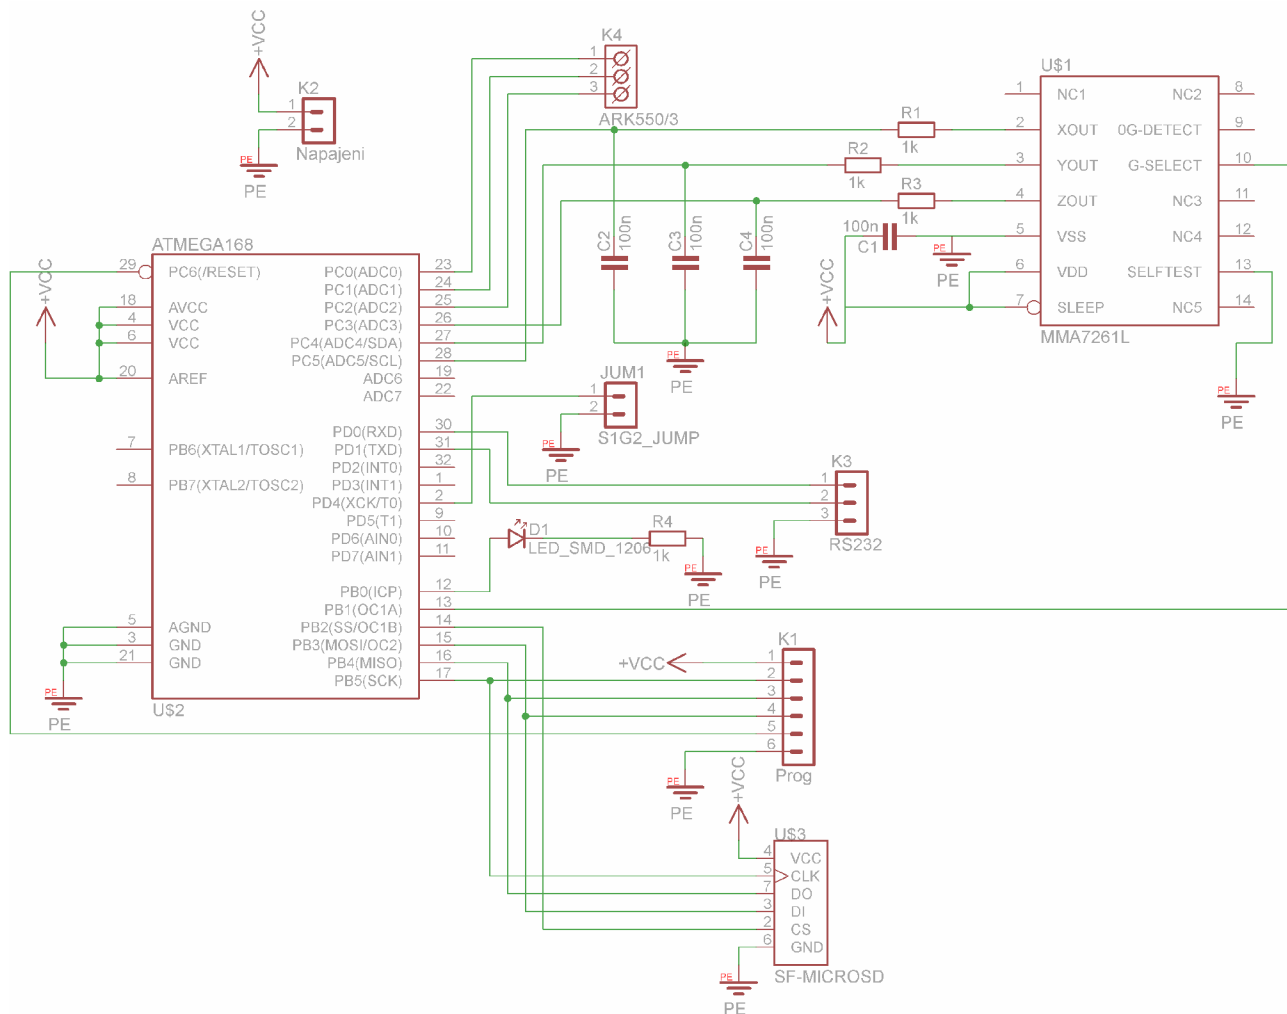 +VCC
K2
1
2
Napajeni
PE
PE
K4
1
2
3
ARK550/3
U$1
1 NC1 NC2 8
2 XOUT 0G-DETECT 9
3 YOUT G-SELECT 10
4 ZOUT NC3 11
5 VSS NC4 12
6 VDD SELFTEST 13
7 SLEEP NC5 14
MMA7261L
R1
1k
R2
1k
R3
1k
100n
C1
PE
PE
+VCC
PE
PE
C2
100n
C3
100n
C4
100n
PE
PE
ATMEGA168
+VCC
29 PC6(/RESET) PC0(ADC0) 23
PC1(ADC1) 24
18 AVCC PC2(ADC2) 25
4 VCC PC3(ADC3) 26
6 VCC PC4(ADC4/SDA) 27
PC5(ADC5/SCL) 28
20 AREF ADC6 19
ADC7 22
PD0(RXD) 30
7 PB6(XTAL1/TOSC1) PD1(TXD) 31
PD2(INT0) 32
8 PB7(XTAL2/TOSC2) PD3(INT1) 1
PD4(XCK/T0) 2
PD5(T1) 9
PD6(AIN0) 10
PD7(AIN1) 11
PB0(ICP) 12
PB1(OC1A) 13
5 AGND PB2(SS/OC1B) 14
3 GND PB3(MOSI/OC2) 15
21 GND PB4(MISO) 16
PB5(SCK) 17
PE
PE
U$2
JUM1
1
2
S1G2_JUMP
PE
PE
K3
1
2
3
RS232
PE
PE
D1
LED_SMD_1206
R4
1k
PE
PE
K1
+VCC 1
2
3
4
5
6
Prog
PE
PE
+VCC
U$3
4 VCC
5 CLK
7 DO
3 DI
2 CS
6 GND
SF-MICROSD
PE
PE